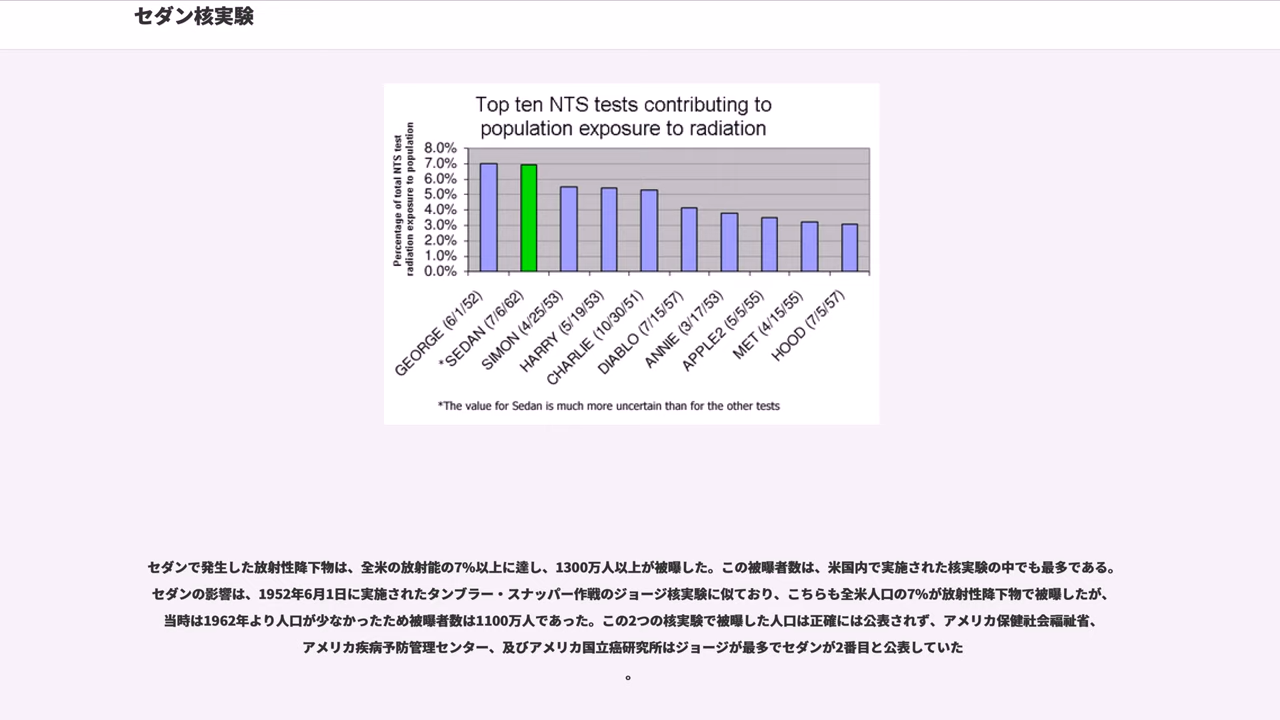 セダン核実験
Top ten NTS tests contributing to
population exposure to radiation
Percentage of total NTS test
radiation exposure to population
8.0%
7.0%
6.0%
5.0%
4.0%
3.0%
2.0%
1.0%
0.0%
GEORGE (6/1/52)
*SEDAN (7/6/62)
SIMON (4/25/53)
HARRY (5/19/53)
CHARLIE (10/30/51)
DIABLO (7/15/57)
ANNIE (3/17/53)
APPLE2 (5/5/55)
MET (4/15/55)
HOOD (7/5/57)
*The value for Sedan is much more uncertain than for the other tests
セダンで発生した放射性降下物は、全米の放射能の7%以上に達し、1300万人以上が被曝した。この被曝者数は、米国内で実施された核実験の中でも最多である。
セダンの影響は、1952年6月1日に実施されたタンブラー・スナッパー作戦のジョージ核実験に似ており、こちらも全米人口の7%が放射性降下物で被曝したが、
当時は1962年より人口が少なかったため被曝者数は1100万人であった。この2つの核実験で被曝した人口は正確には公表されず、アメリカ保健社会福祉省、
アメリカ疾病予防管理センター、及びアメリカ国立癌研究所はジョージが最多でセダンが2番目と公表していた
。